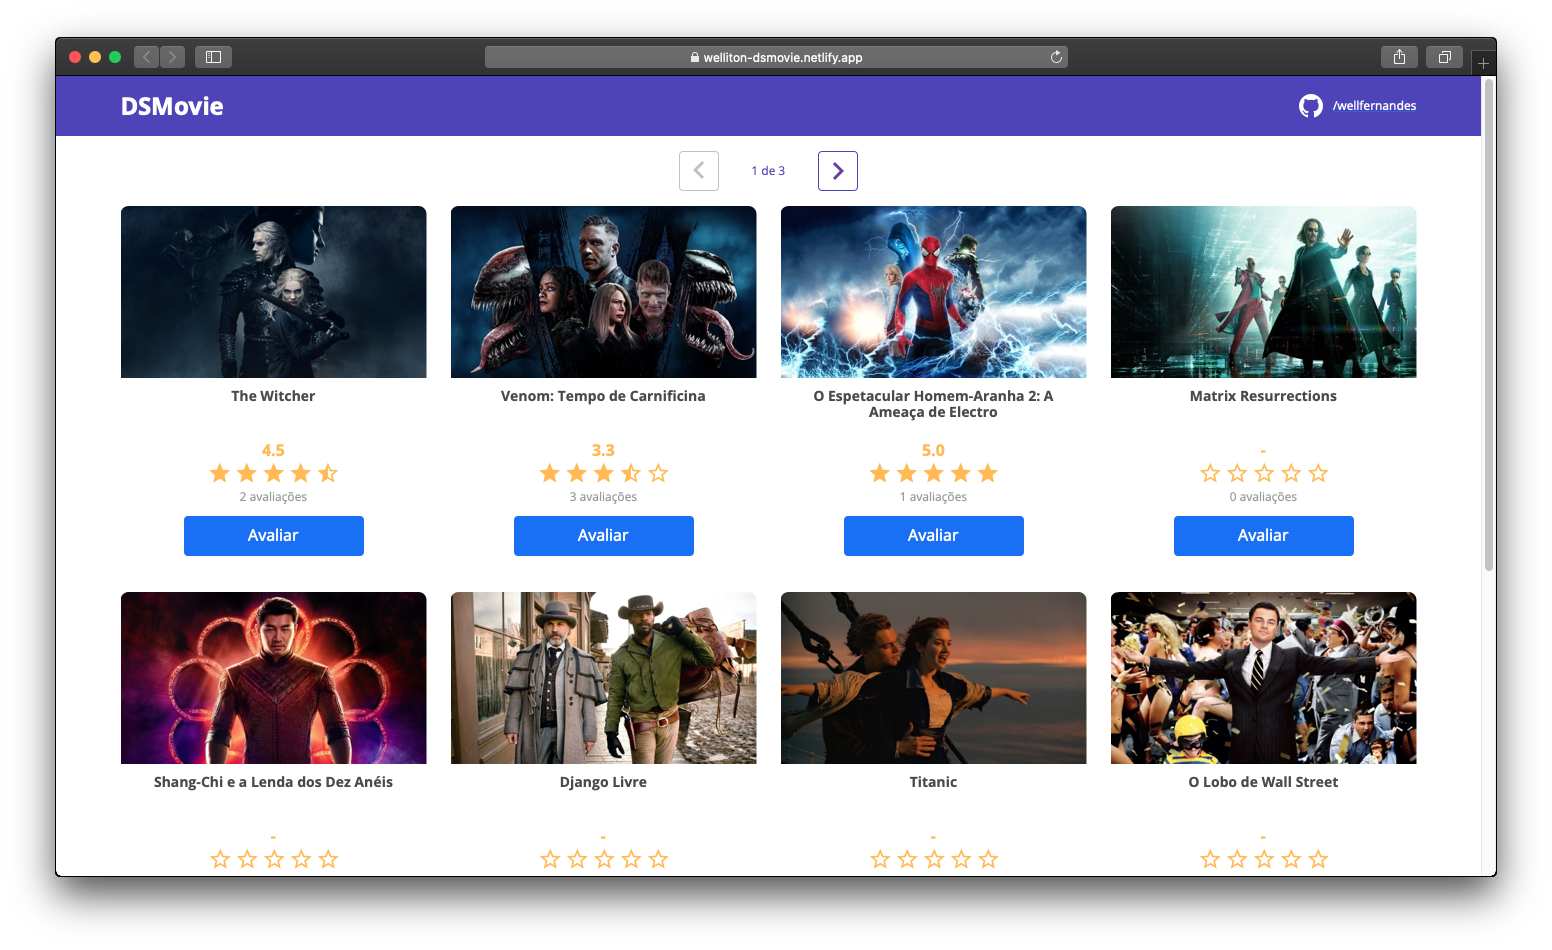 welliton-dsmovie.netlify.app
DSMovie
/wellfernandes
1 de 3
The Witcher
4.5
2 avaliações
Avaliar
Venom: Tempo de Carnificina
3.3
3 avaliações
Avaliar
O Espetacular Homem-Aranha 2: A
Ameaça de Electro
5.0
1 avaliações
Avaliar
Matrix Resurrections
-
0 avaliações
Avaliar
Shang-Chi e a Lenda dos Dez Anéis
-
Django Livre
-
Titanic
-
O Lobo de Wall Street
-